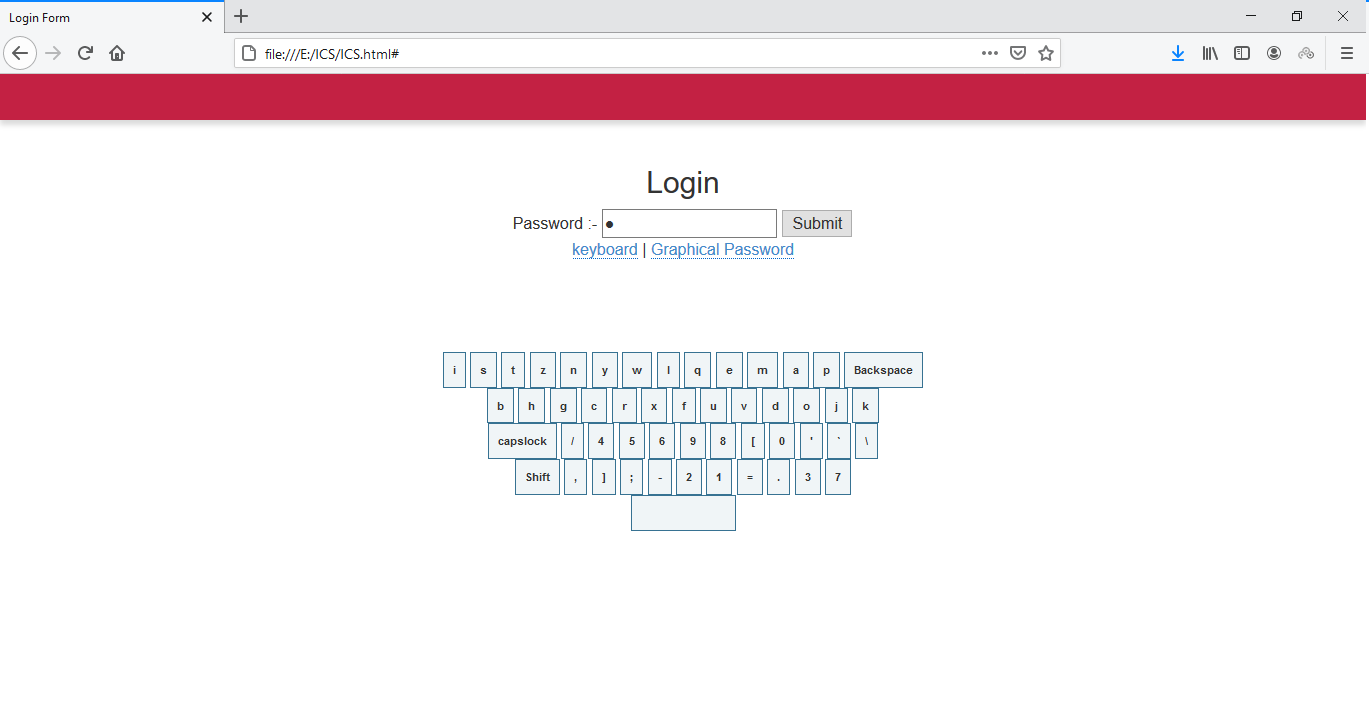 Login Form
file:///E:/ICS/ICS.html#
Login
Password :- ● Submit
keyboard | Graphical Password
i s t z n y w l q e m a p Backspace
b h g c r x f u v d o j k
capslock / 4 5 6 9 8 [ 0 ' ` \
Shift , ] ; - 2 1 = . 3 7